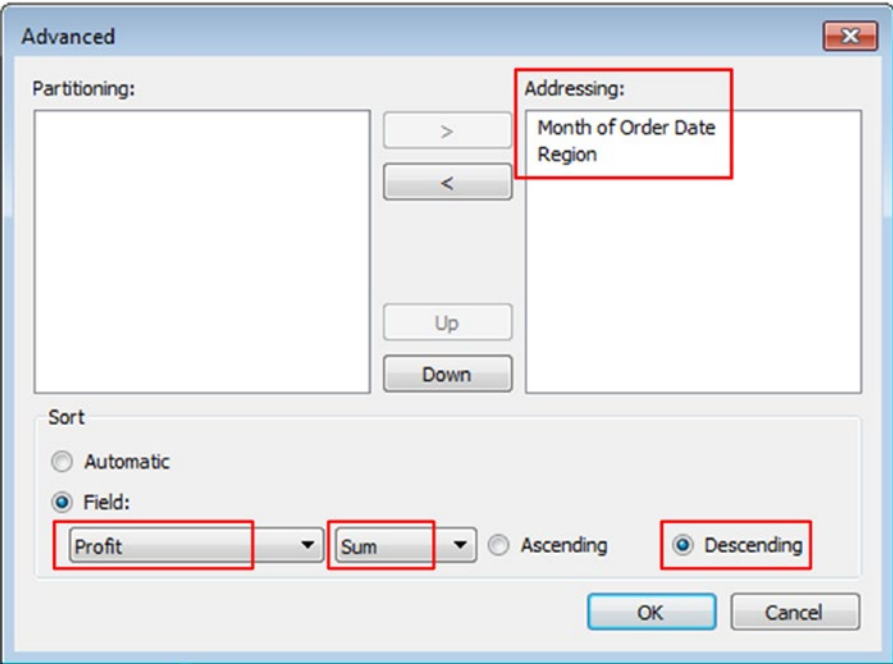 Advanced
Partitioning:
Addressing:
Month of Order Date
Region
>
<
Up
Down
Sort
Automatic
Field:
Profit Sum Ascending Descending
OK Cancel